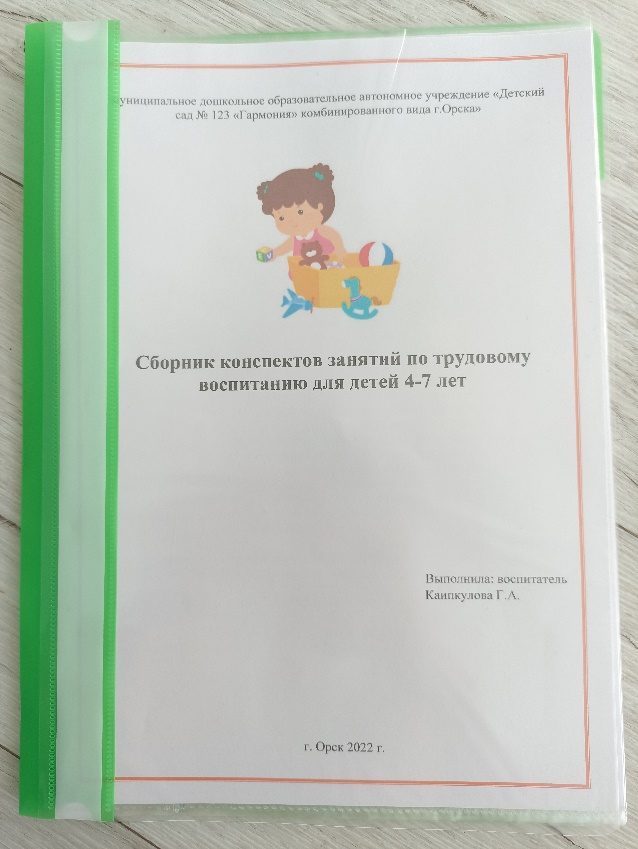 униципальное дошкольное образовательное автономное учреждение «Детский
сад № 123 «Гармония» комбинированного вида г.Орска»
Сборник конспектов занятий по трудовому
воспитанию для детей 4-7 лет
Выполнила: воспитатель
Каипкулова Г.А.
г. Орск 2022 г.